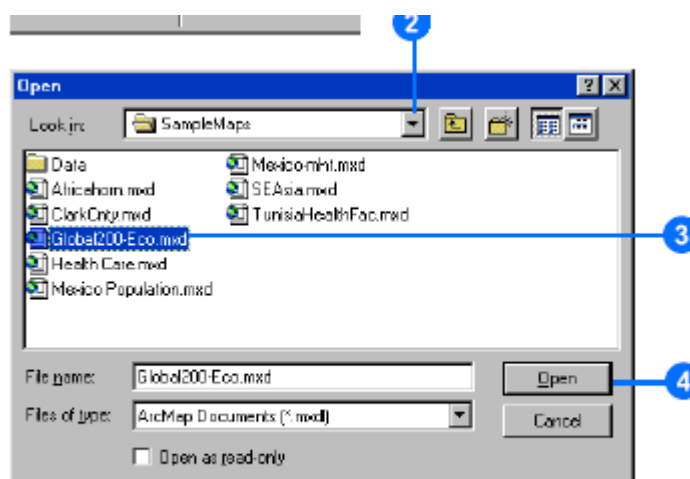 2
Open
Look in: SampleMaps
Data
Africahorn.mxd
ClarkCnty.mxd
Global200-Eco.mxd
Health Care.mxd
Mexico Population.mxd
Mexico-mht.mxd
SEAsia.mxd
TunisiaHealthFac.mxd
3
File name: Global200-Eco.mxd Open
4
Files of type: ArcMap Documents (*.mxd) Cancel
Open as read-only